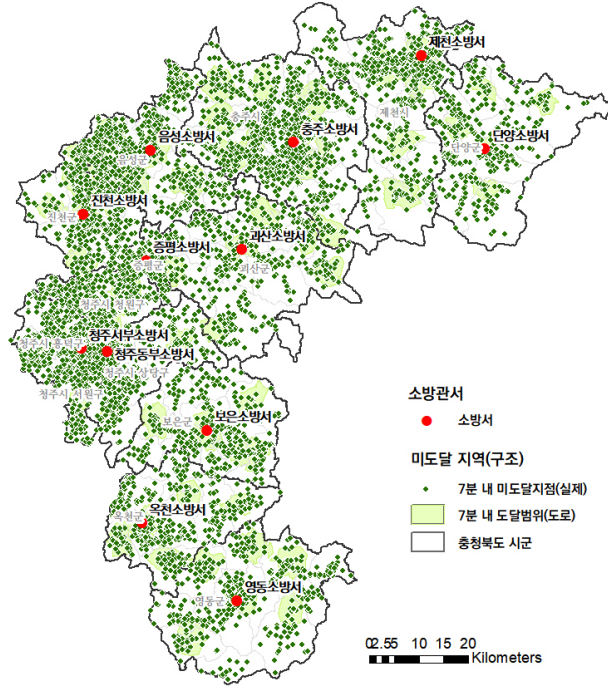 제천소방서
충주시
제천시
음성소방서
충주소방서
단양소방서
음성군
단양군
진천소방서
진천군
괴산소방서
증평소방서
증평군
괴산군
청주시 청원구
청주서부소방서
청주시 흥덕구
청주동부소방서
청주시 상당구
청주시 서원구
소방관서
소방서
보은소방서
보은군
미도달 지역(구조)
7분 내 미도달지점(실제)
옥천소방서
옥천군
7분 내 도달범위(도로)
충청북도 시군
영동소방서
영동군
02.55 10 15 20
Kilometers